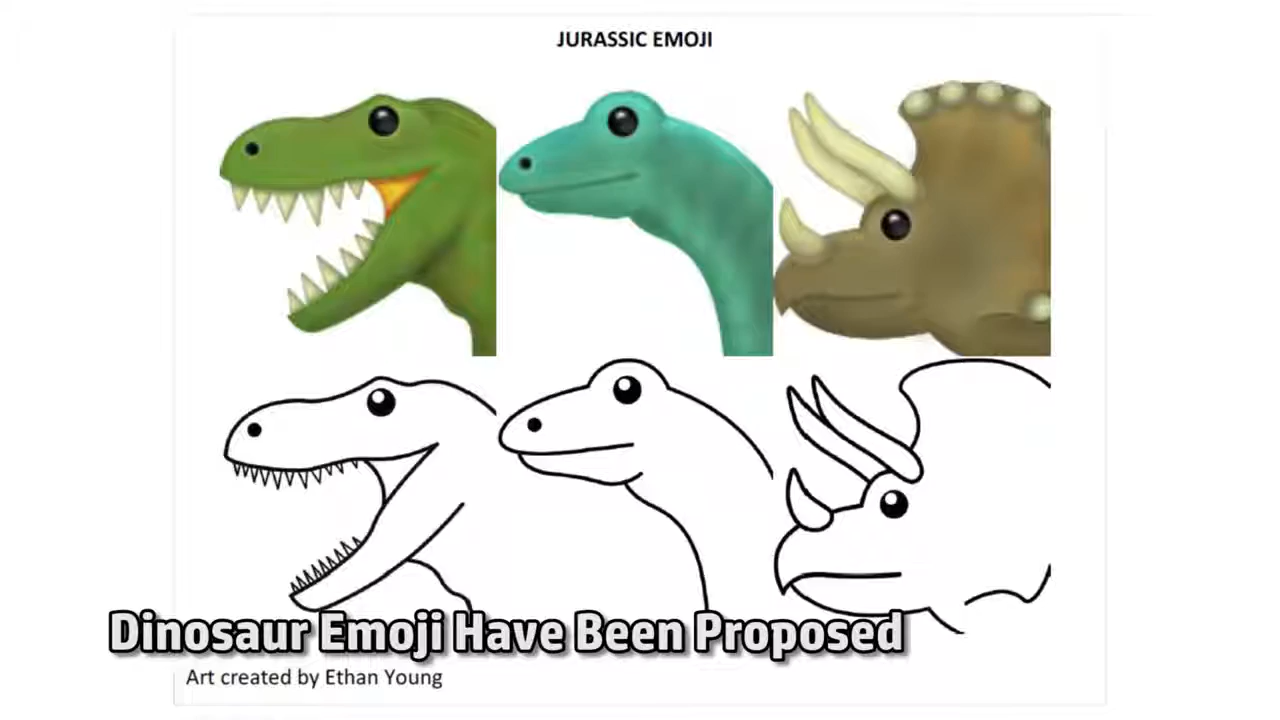 JURASSIC EMOJI
Dinosaur Emoji Have Been Proposed
Art created by Ethan Young